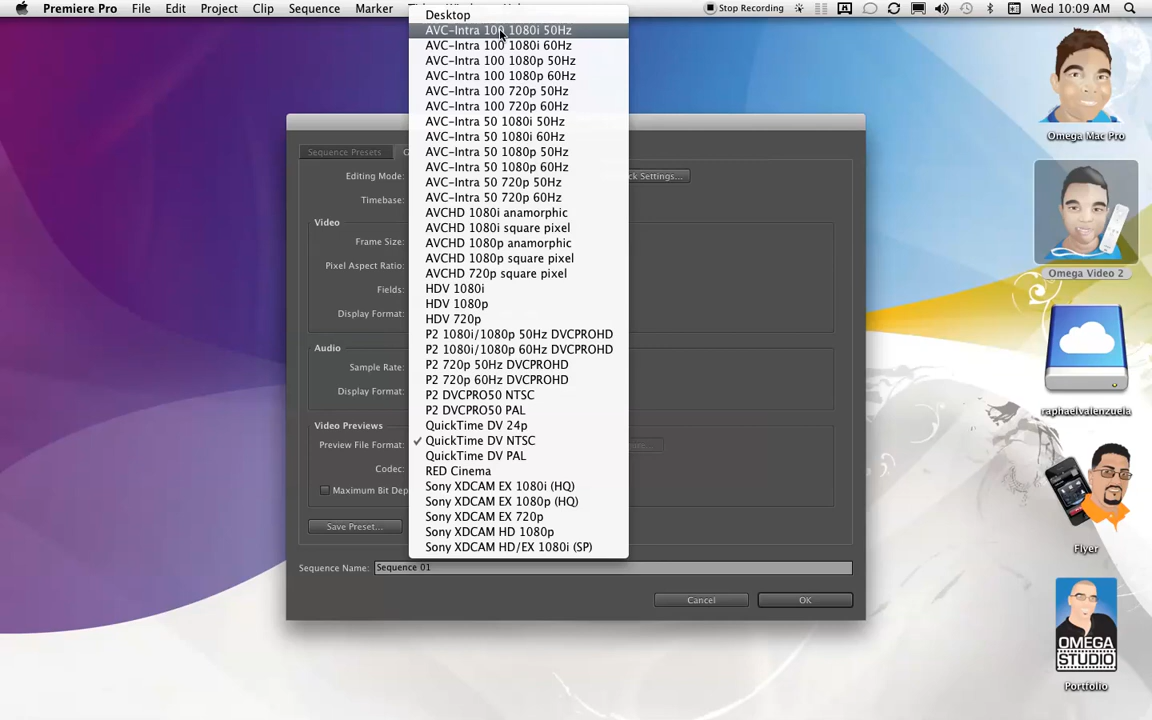 Premiere Pro File Edit Project Clip Sequence Marker
Stop Recording
Wed 10:09 AM
Desktop
AVC-Intra 100 1080i 50Hz
AVC-Intra 100 1080i 60Hz
AVC-Intra 100 1080p 50Hz
AVC-Intra 100 1080p 60Hz
AVC-Intra 100 720p 50Hz
AVC-Intra 100 720p 60Hz
AVC-Intra 50 1080i 50Hz
AVC-Intra 50 1080i 60Hz
AVC-Intra 50 1080p 50Hz
AVC-Intra 50 1080p 60Hz
AVC-Intra 50 720p 50Hz
AVC-Intra 50 720p 60Hz
AVCHD 1080i anamorphic
AVCHD 1080i square pixel
AVCHD 1080p anamorphic
AVCHD 1080p square pixel
AVCHD 720p square pixel
HDV 1080i
HDV 1080p
HDV 720p
P2 1080i/1080p 50Hz DVCPROHD
P2 1080i/1080p 60Hz DVCPROHD
P2 720p 50Hz DVCPROHD
P2 720p 60Hz DVCPROHD
P2 DVCPRO50 NTSC
P2 DVCPRO50 PAL
QuickTime DV 24p
✓ QuickTime DV NTSC
QuickTime DV PAL
RED Cinema
Sony XDCAM EX 1080i (HQ)
Sony XDCAM EX 1080p (HQ)
Sony XDCAM EX 720p
Sony XDCAM HD 1080p
Sony XDCAM HD/EX 1080i (SP)
Sequence Presets
Editing Mode:
Timebase:
Video
Frame Size:
Pixel Aspect Ratio:
Fields:
Display Format:
Audio
Sample Rate:
Display Format:
Video Previews
Preview File Format:
Codec:
Maximum Bit Dep
Save Preset...
Sequence Name: Sequence 01
Cancel
OK
Omega Mac Pro
Omega Video 2
raphaelvalenzuela
Flyer
OMEGA
STUDIO
Portfolio